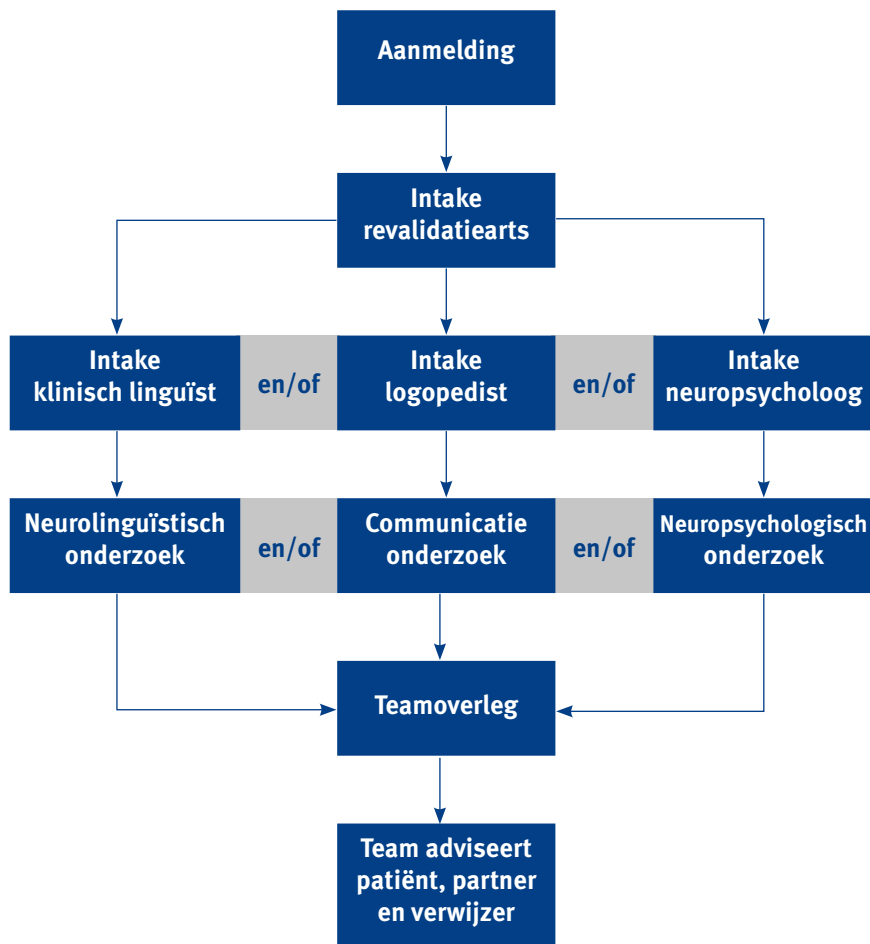 Aanmelding
Intake
revalidatiearts
Intake
klinisch linguïst
en/of
Intake
logopedist
en/of
Intake
neuropsycholoog
Neurolinguïstisch
onderzoek
en/of
Communicatie
onderzoek
en/of
Neuropsychologisch
onderzoek
Teamoverleg
Team adviseert
patiënt, partner
en verwijzer